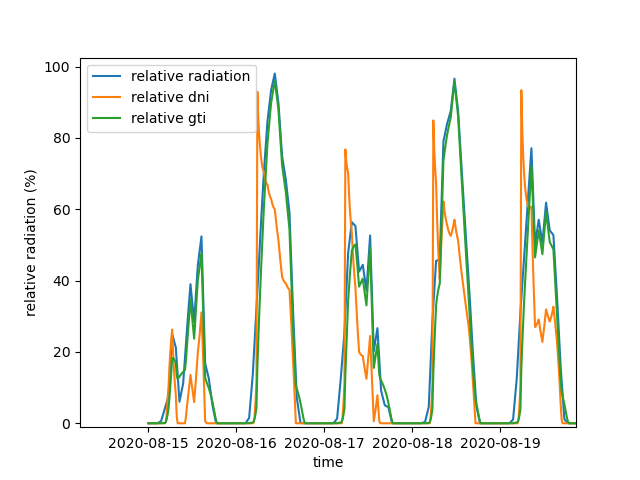 relative radiation
relative dni
relative gti
100
80
60
40
20
0
relative radiation (%)
2020-08-15 2020-08-16 2020-08-17 2020-08-18 2020-08-19
time